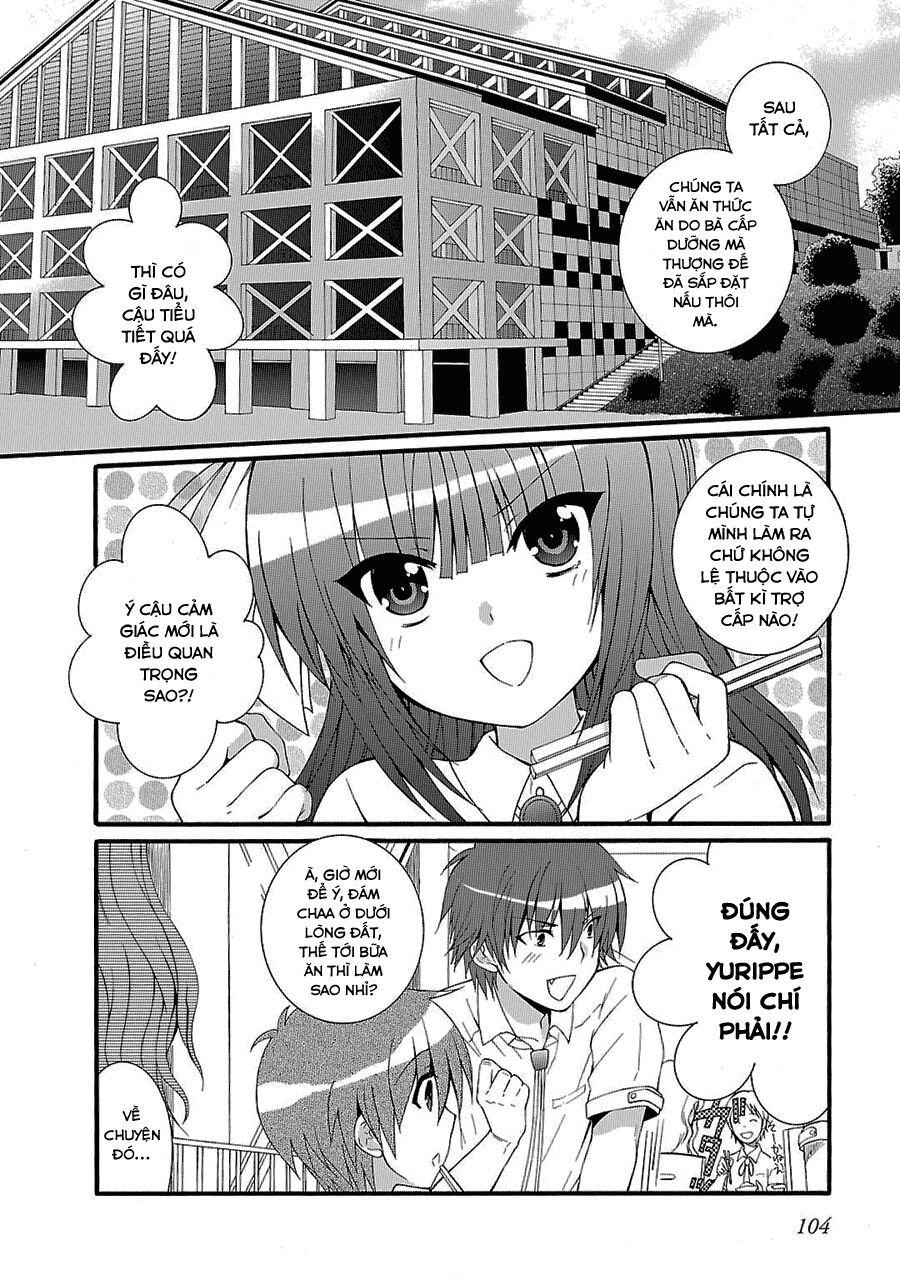 SAU
TẤT CẢ,
CHÚNG TA
VẪN ĂN THỨC
ĂN DO BÀ CẤP
DƯỠNG MÀ
THƯỢNG ĐẾ
ĐÃ SẮP ĐẶT
NẤU THÔI
MÀ.
THÌ CÓ
GÌ ĐÂU,
CẬU TIỂU
TIẾT QUÁ
ĐẤY!
CÁI CHÍNH LÀ
CHÚNG TA TỰ
MÌNH LÀM RA
CHỨ KHÔNG
LỆ THUỘC VÀO
BẤT KÌ TRỢ
CẤP NÀO!
Ý CẬU CẢM
GIÁC MỚI LÀ
ĐIỀU QUAN
TRỌNG
SAO?!
ĐÚNG
ĐẤY,
YURIPPE
NÓI CHÍ
PHẢI!!
À, GIỜ MỚI
ĐỂ Ý, ĐÁM
CHAA Ở DƯỚI
LÒNG ĐẤT,
THẾ TỚI BỮA
ĂN THÌ LÀM
SAO NHỈ?
VỀ
CHUYỆN
ĐÓ...
104